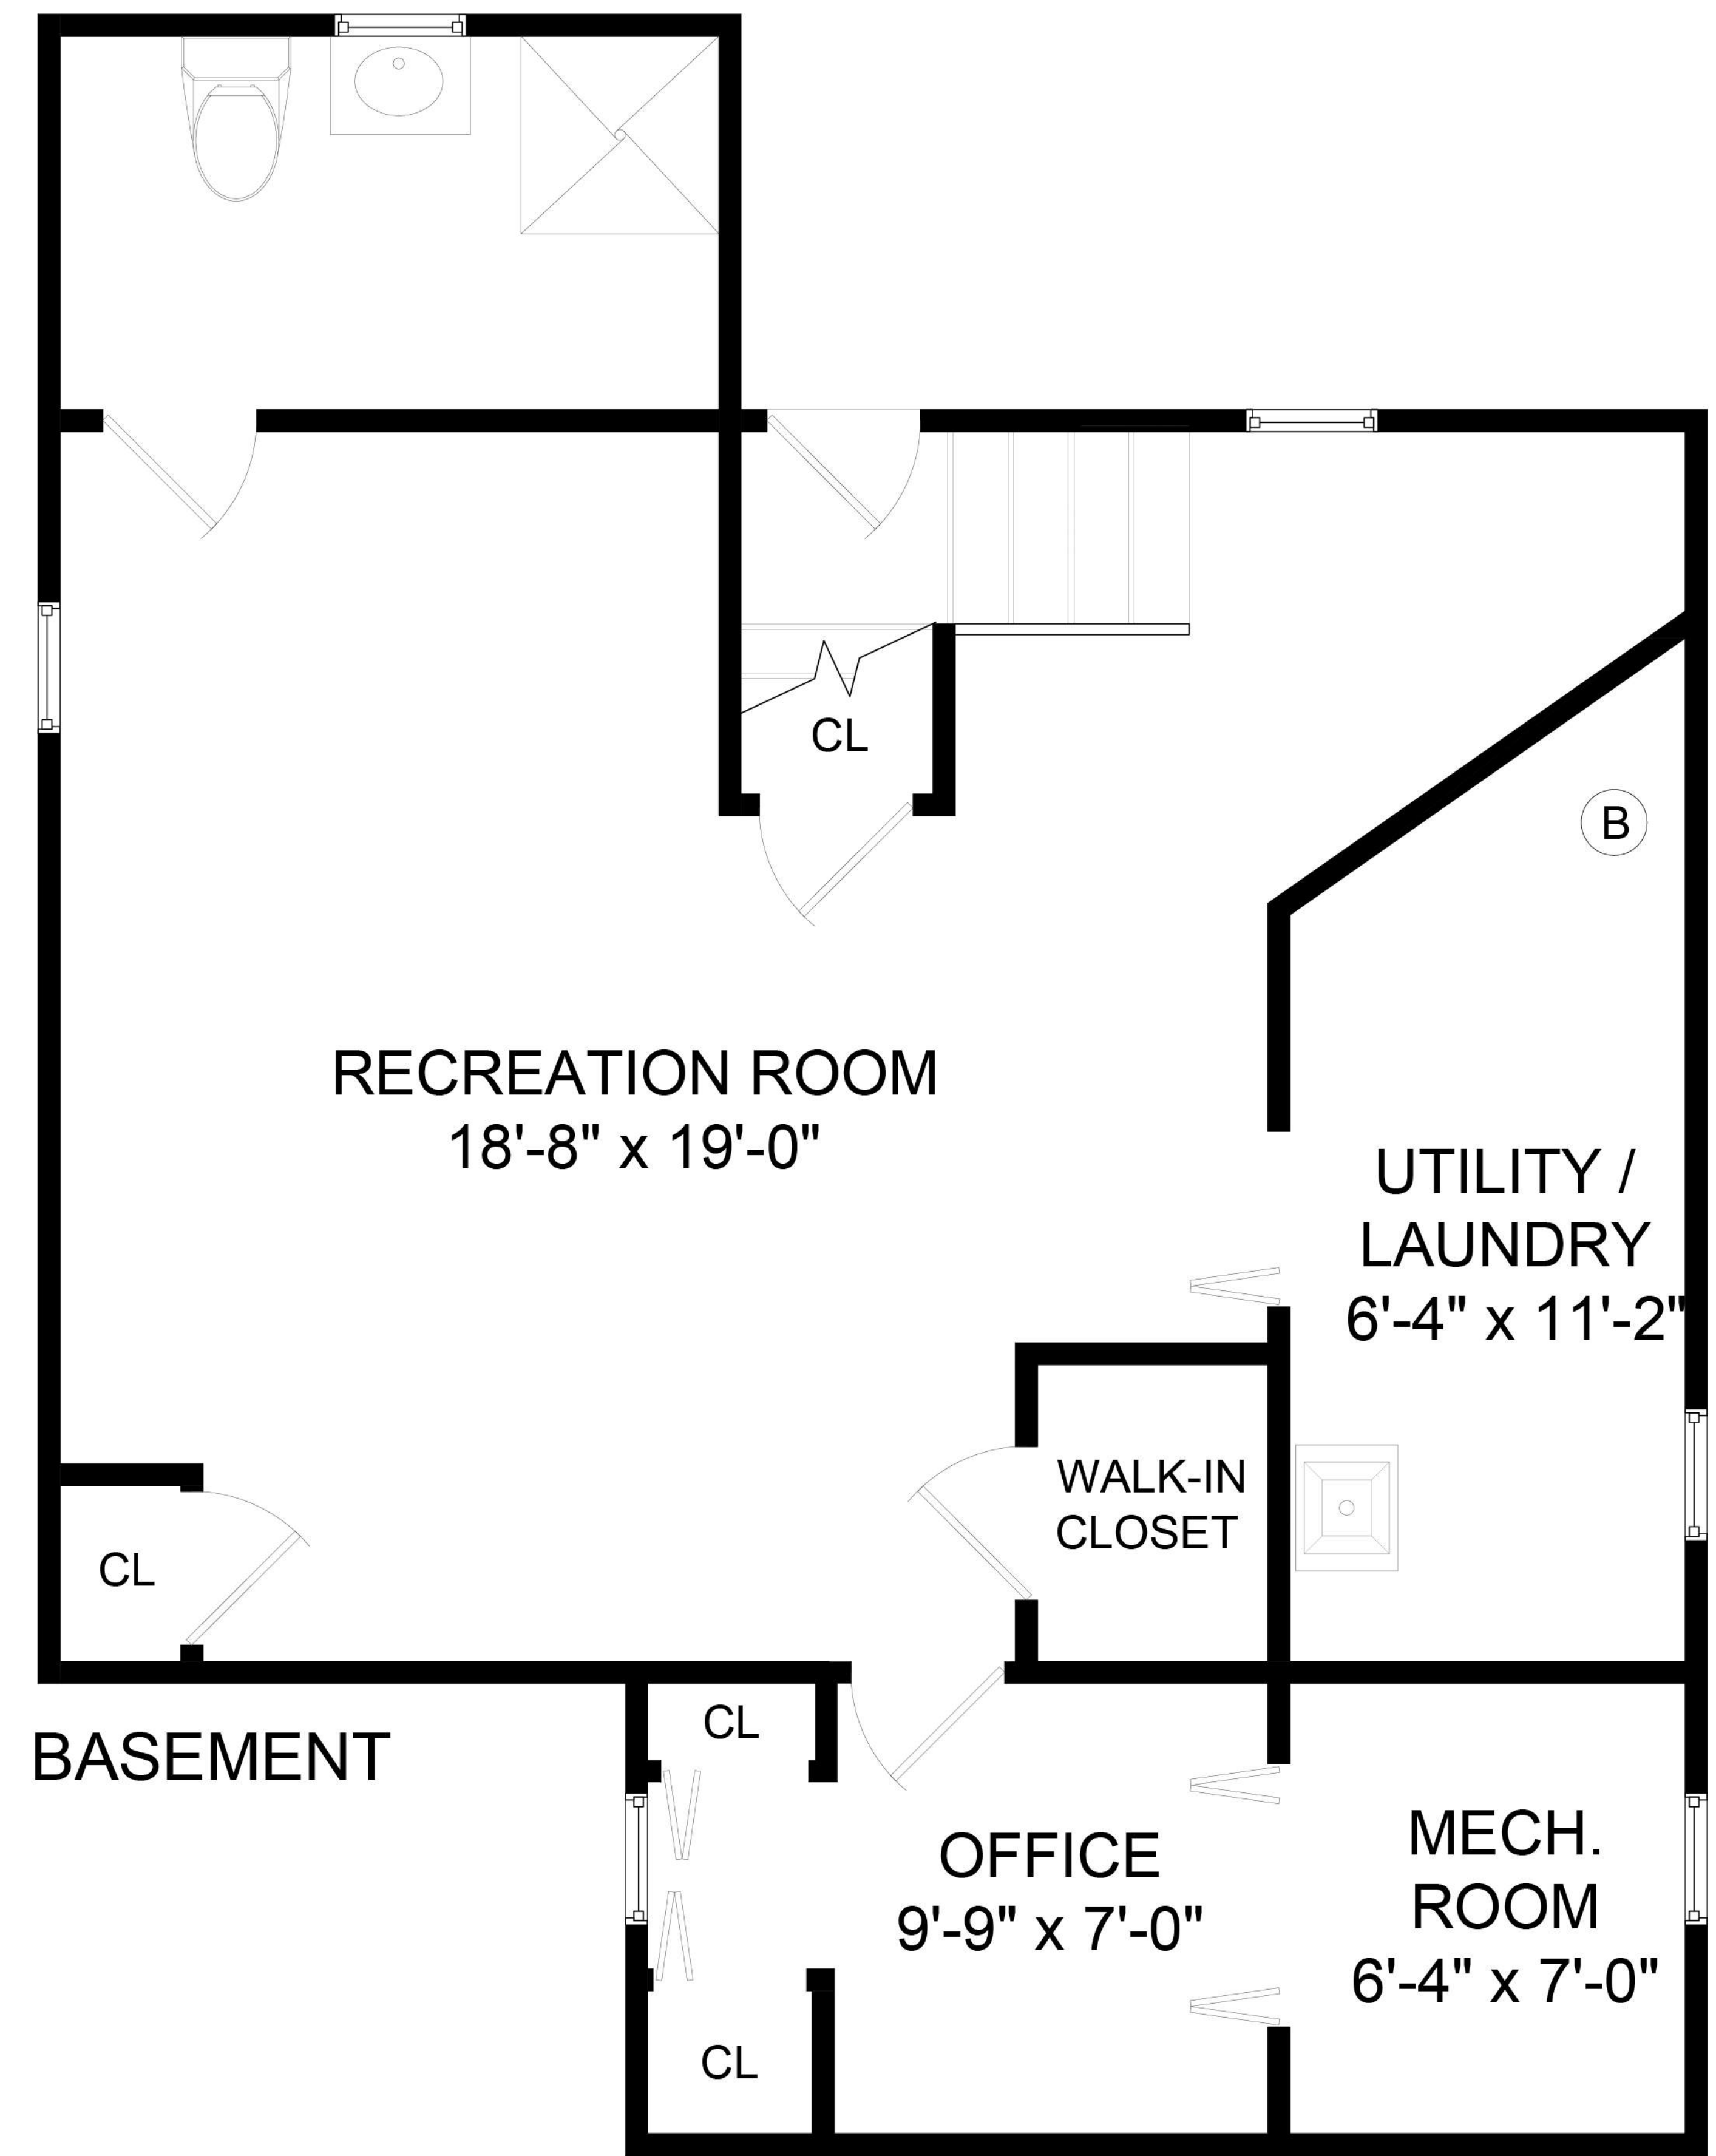 CL
B
RECREATION ROOM
18'-8" x 19'-0"
UTILITY /
LAUNDRY
6'-4" x 11'-2"
WALK-IN
CLOSET
CL
CL
BASEMENT
OFFICE
9'-9" x 7'-0"
MECH.
ROOM
6'-4" x 7'-0"
CL